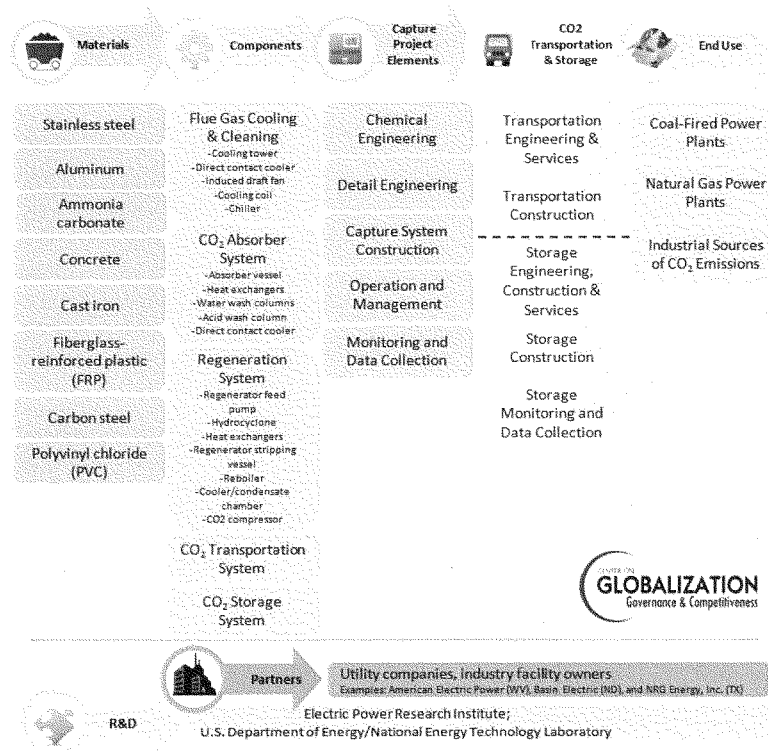 Materials
Components
Capture
Project
Elements
CO2
Transportation
& Storage
End Use
Stainless steel
Aluminum
Ammonia
carbonate
Concrete
Cast iron
Fiberglass-
reinforced plastic
(FRP)
Carbon steel
Polyvinyl chloride
(PVC)
Flue Gas Cooling
& Cleaning
-Cooling tower
-Direct contact cooler
-Induced draft fan
-Cooling coil
-Chiller
CO₂ Absorber
System
-Absorber vessel
-Heat exchangers
-Water wash columns
-Acid wash column
-Direct contact cooler
Regeneration
System
-Regenerator feed
pump
-Hydrocyclone
-Heat exchangers
-Regenerator stripping
vessel
-Reboiler
-Cooler/condensate
chamber
-CO2 compressor
CO₂ Transportation
System
CO₂ Storage
System
Chemical
Engineering
Detail Engineering
Capture System
Construction
Operation and
Management
Monitoring and
Data Collection
Transportation
Engineering &
Services
Transportation
Construction
Storage
Engineering,
Construction &
Services
Storage
Construction
Storage
Monitoring and
Data Collection
Coal-Fired Power
Plants
Natural Gas Power
Plants
Industrial Sources
of CO₂ Emissions
CENTER ON
GLOBALIZATION
Governance & Competitiveness
Partners
Utility companies, industry facility owners
Examples: American Electric Power (WV), Basin Electric (ND), and NRG Energy, Inc. (TX)
R&D
Electric Power Research Institute;
U.S. Department of Energy/National Energy Technology Laboratory